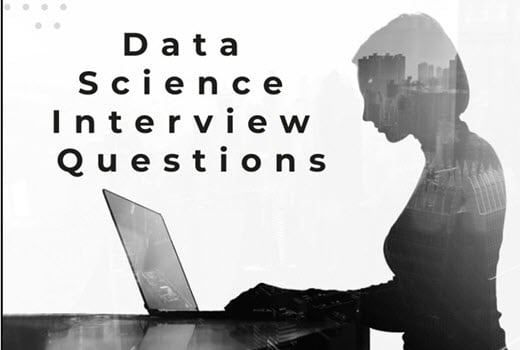 Data
Science
Interview
Questions